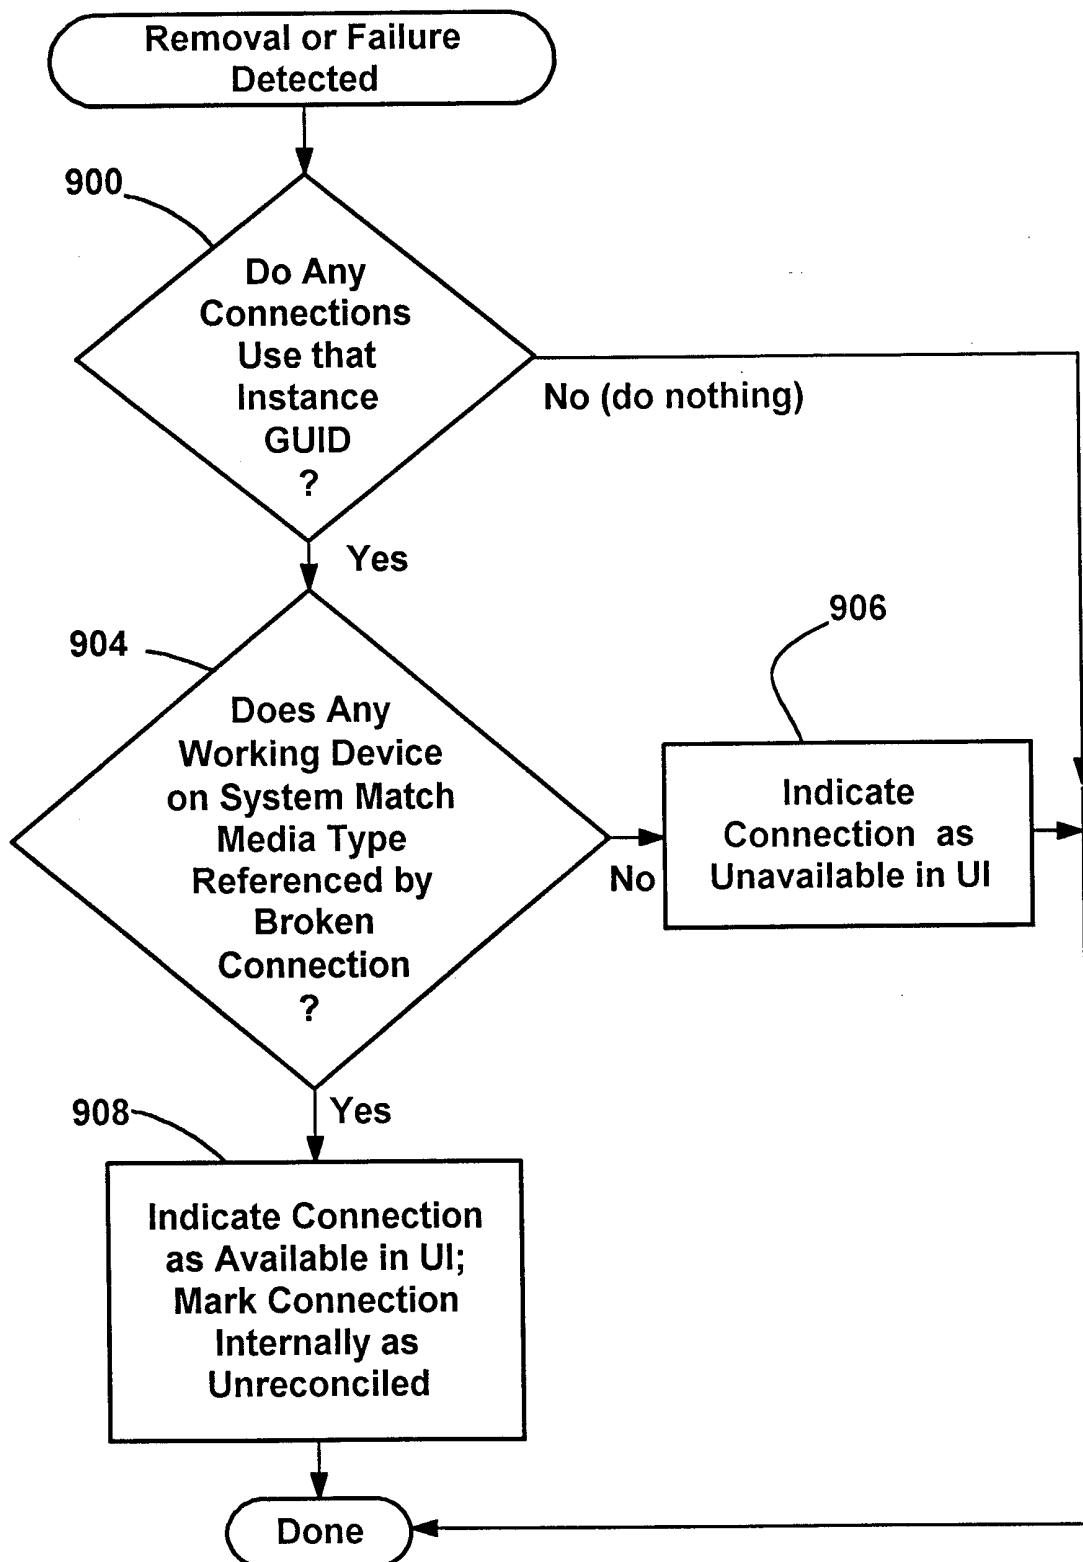 Removal or Failure
Detected
900
Do Any
Connections
Use that
Instance
GUID
?
No (do nothing)
Yes
904
906
Does Any
Working Device
on System Match
Media Type
Referenced by
Broken
Connection
?
No
Indicate
Connection as
Unavailable in UI
Yes
908
Indicate Connection
as Available in UI;
Mark Connection
Internally as
Unreconciled
Done